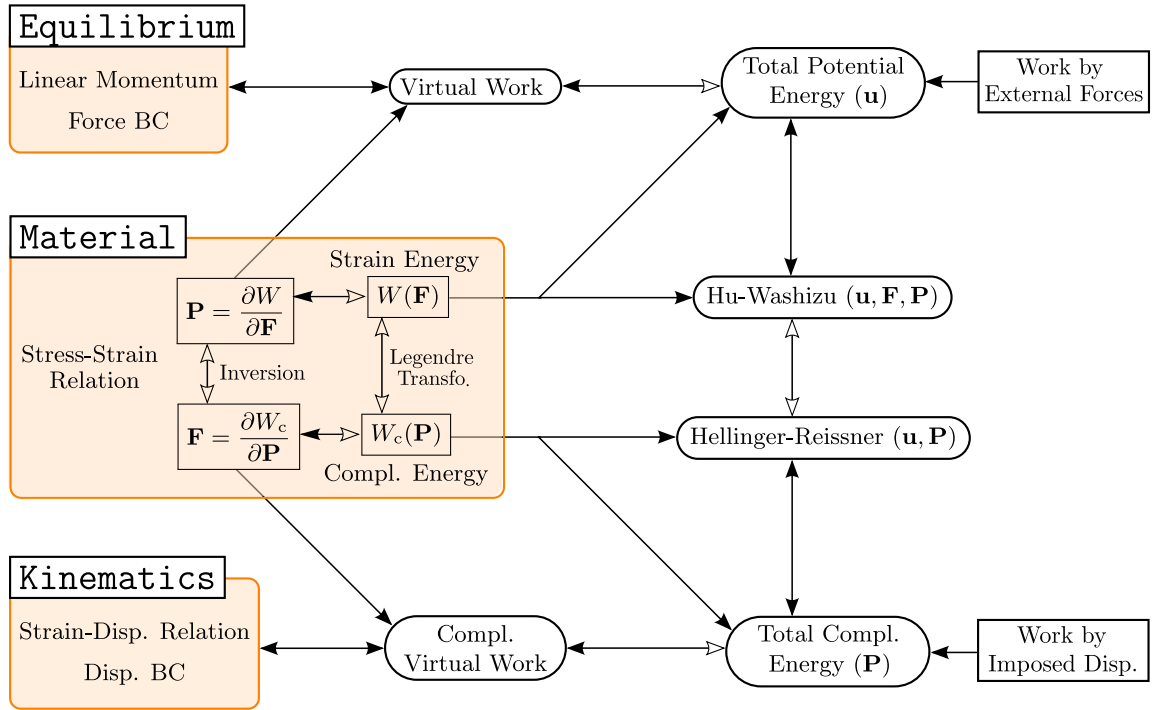 Equilibrium
Linear Momentum
Force BC
Virtual Work
Total Potential
Energy (u)
Work by
External Forces
Material
Strain Energy
P = ∂W/∂F
W(F)
Hu-Washizu (u, F, P)
Stress-Strain
Relation
Inversion
Legendre
Transfo.
F = ∂W_c/∂P
W_c(P)
Hellinger-Reissner (u, P)
Compl. Energy
Kinematics
Strain-Disp. Relation
Disp. BC
Compl.
Virtual Work
Total Compl.
Energy (P)
Work by
Imposed Disp.